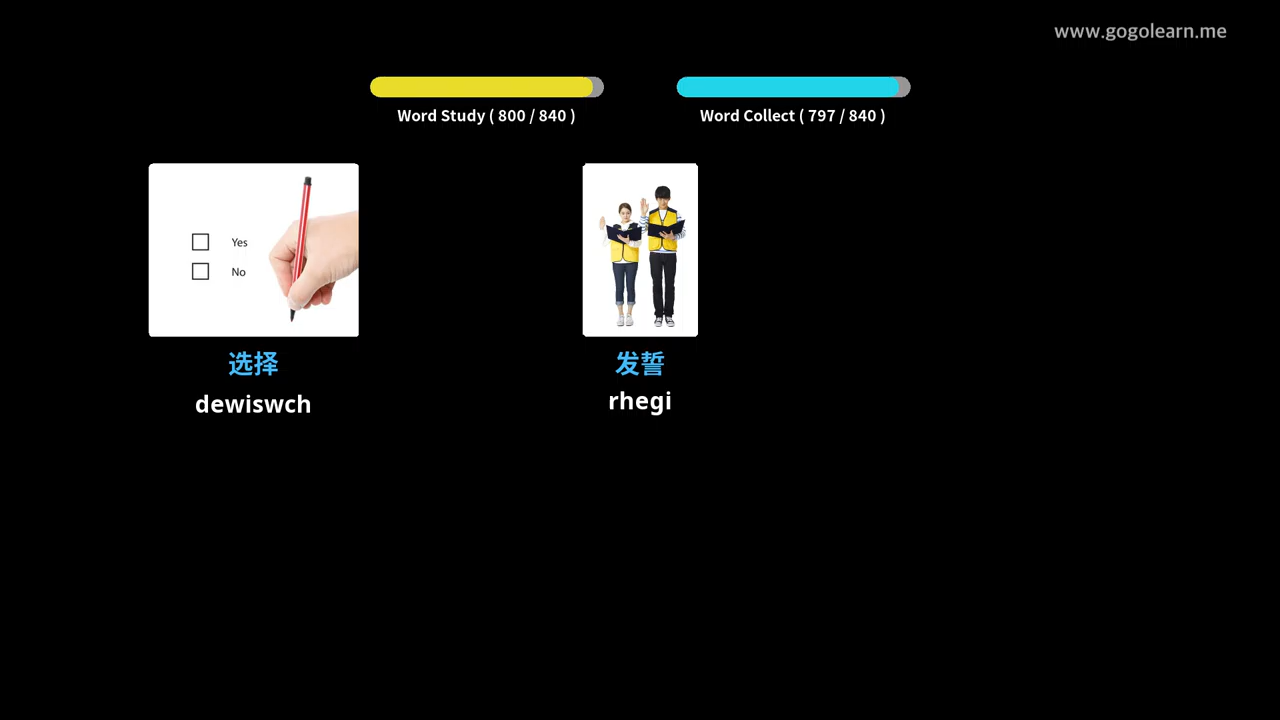 www.gogolearn.me
Word Study ( 800 / 840 )
Word Collect ( 797 / 840 )
Yes
No
选择
dewiswch
发誓
rhegi